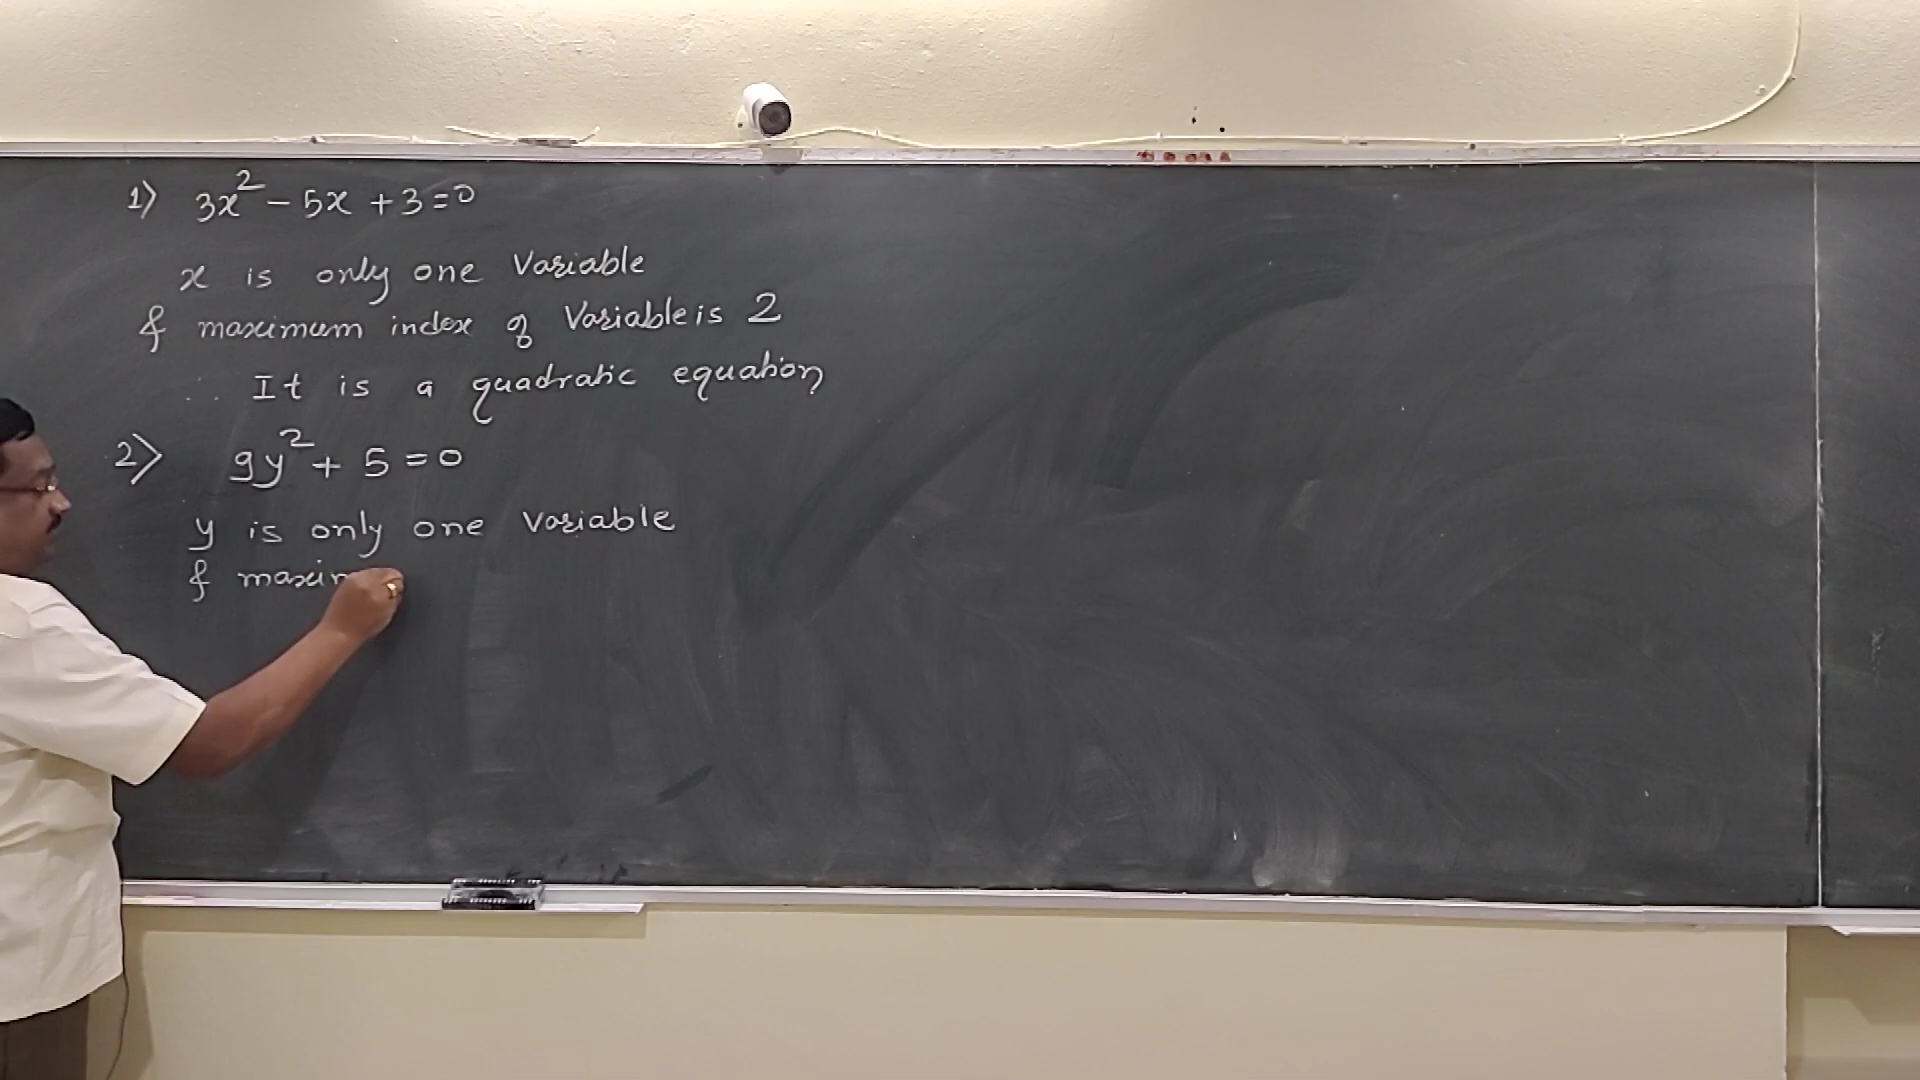 1) 3x² - 5x + 3 = 0
x is only one Variable
& maximum index of Variable is 2
∴ It is a quadratic equation
2) 9y² + 5 = 0
y is only one Variable
& maxim